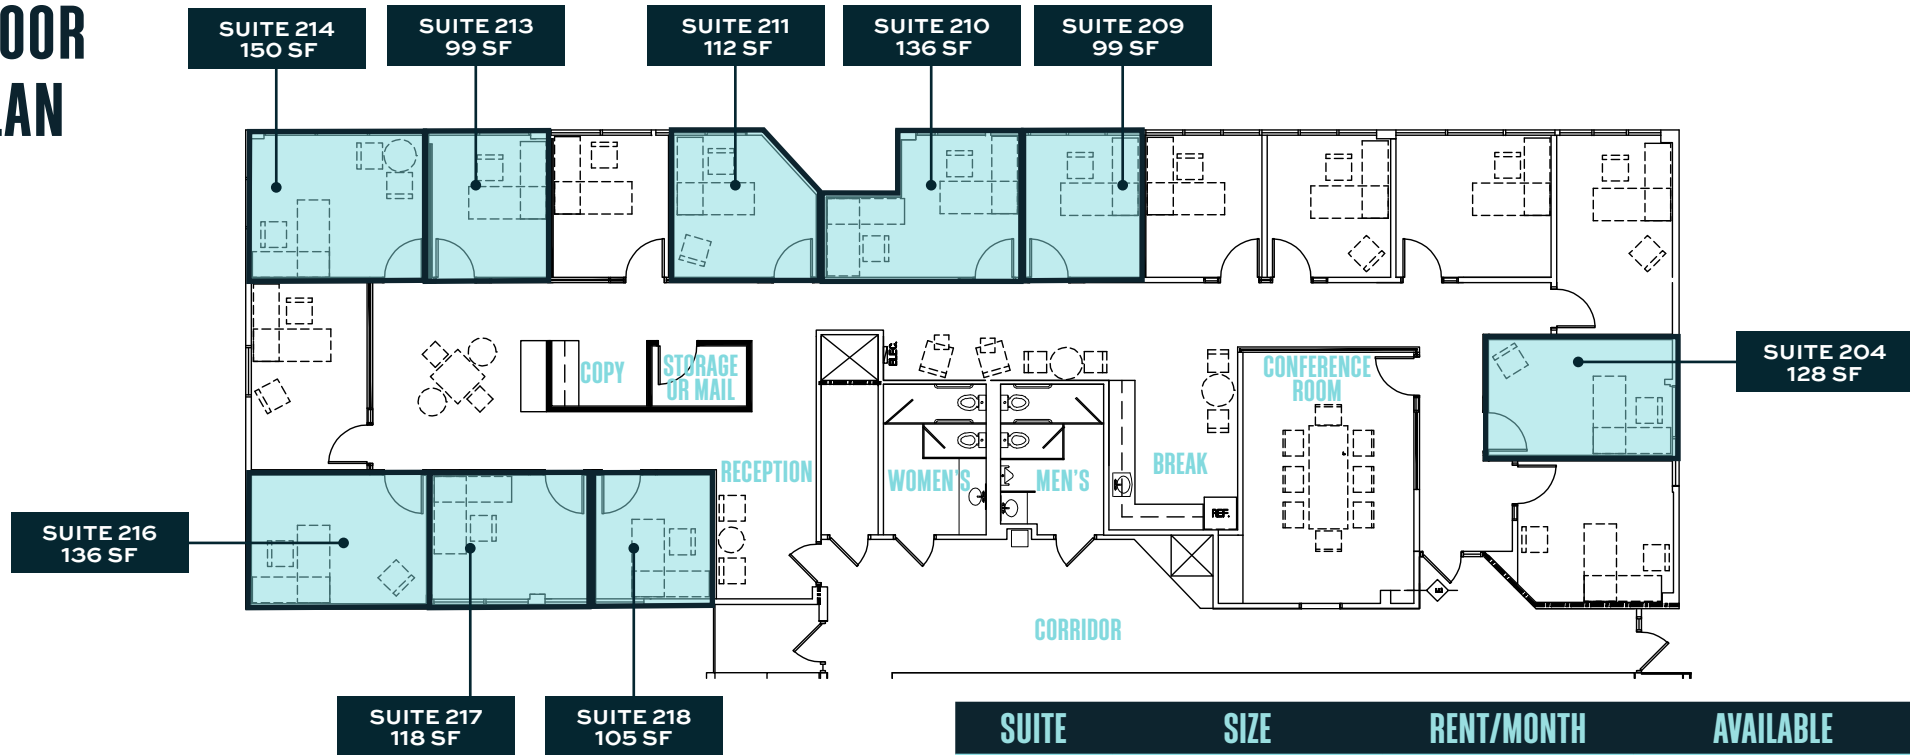 OOR
LAN
SUITE 214
150 SF
SUITE 213
99 SF
SUITE 211
112 SF
SUITE 210
136 SF
SUITE 209
99 SF
SUITE 204
128 SF
ELEC.
COPY
STORAGE
OR MAIL
CONFERENCE
ROOM
RECEPTION
WOMEN'S
MEN'S
BREAK
REF.
SUITE 216
136 SF
CORRIDOR
SUITE 217
118 SF
SUITE 218
105 SF
SUITE SIZE RENT/MONTH AVAILABLE